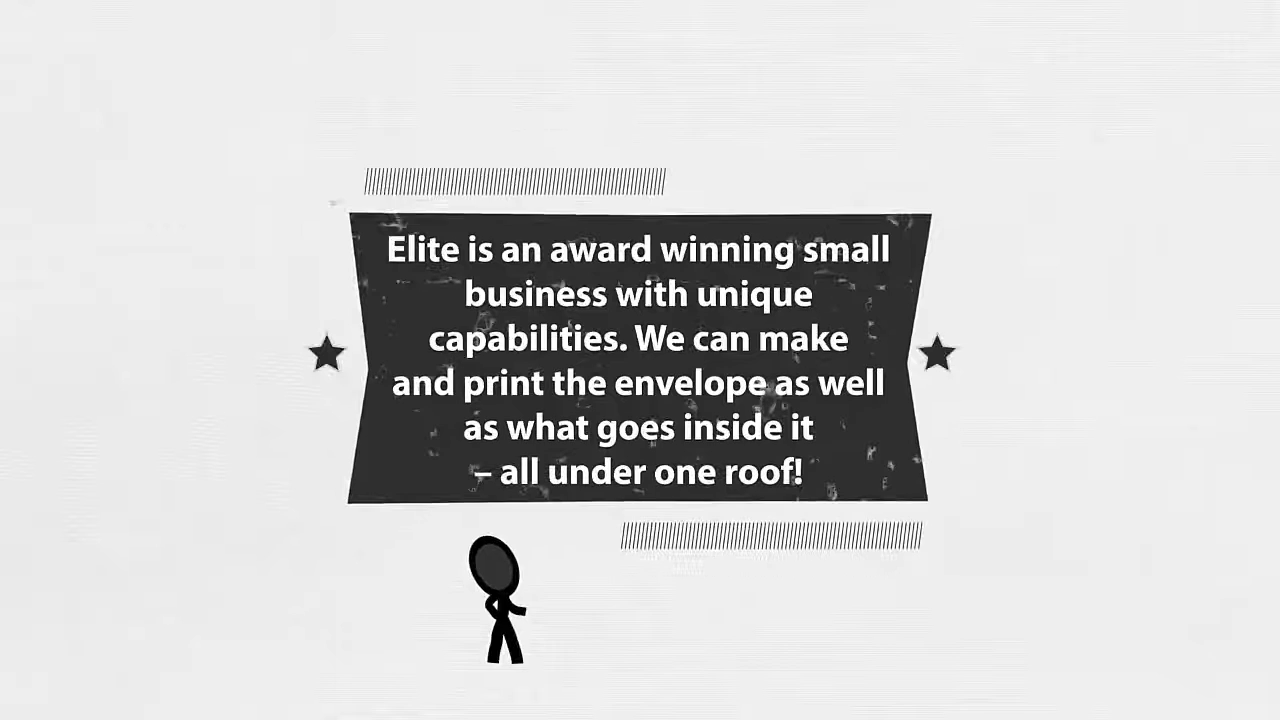 Elite is an award winning small
business with unique
capabilities. We can make
and print the envelope as well
as what goes inside it
– all under one roof!